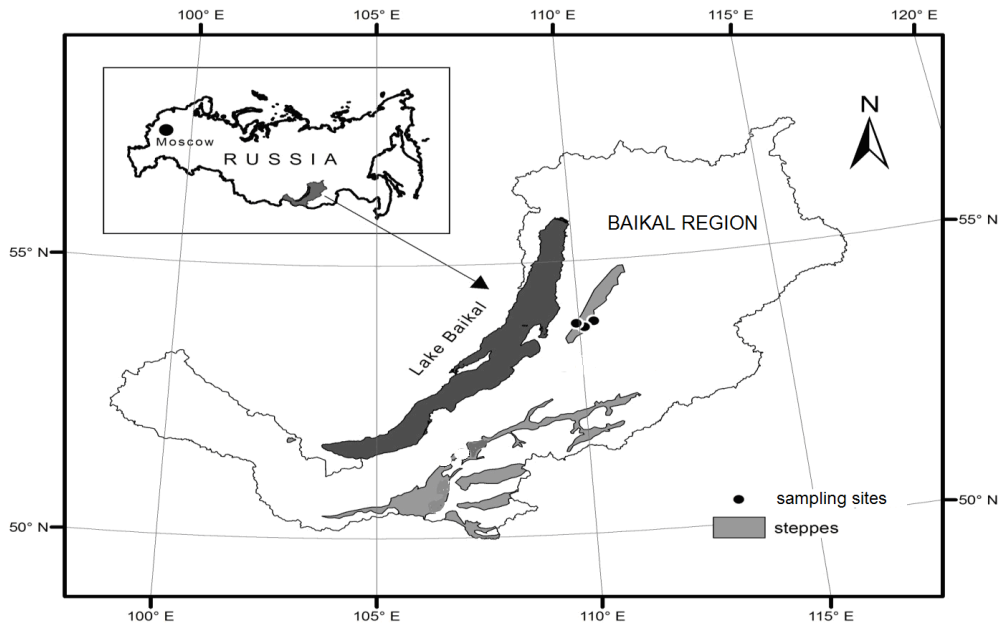 100° E
105° E
110° E
115° E
120° E
Moscow
RUSSIA
N
BAIKAL REGION
55° N
55° N
Lake Baikal
50° N
50° N
sampling sites
steppes
100° E
105° E
110° E
115° E